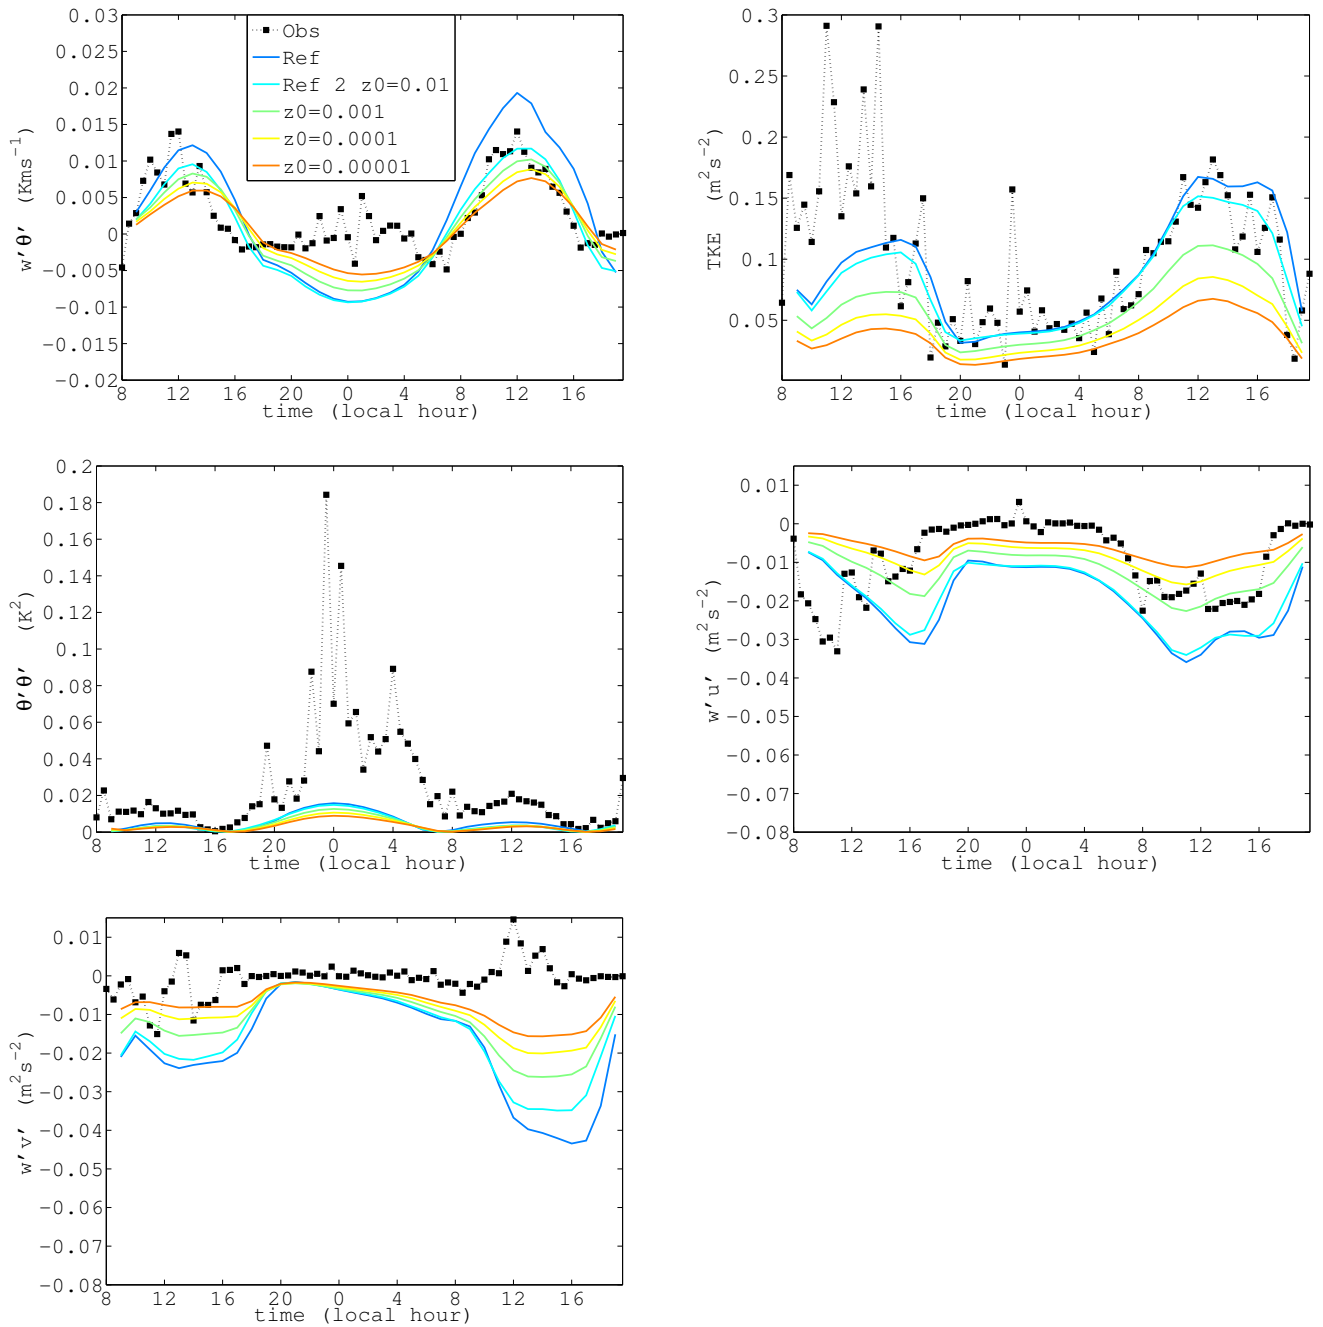 0.03
0.025
0.02
0.015
0.01
0.005
0
−0.005
−0.01
−0.015
−0.02
w′θ′ (Kms⁻¹)
Obs
Ref
Ref 2 z0=0.01
z0=0.001
z0=0.0001
z0=0.00001
8 12 16 20 0 4 8 12 16
time (local hour)
0.3
0.25
0.2
0.15
0.1
0.05
TKE (m² s⁻²)
8 12 16 20 0 4 8 12 16
time (local hour)
0.2
0.18
0.16
0.14
0.12
0.1
0.08
0.06
0.04
0.02
0
θ′θ′ (K²)
8 12 16 20 0 4 8 12 16
time (local hour)
0.01
0
−0.01
−0.02
−0.03
−0.04
−0.05
−0.06
−0.07
−0.08
w′u′ (m² s⁻²)
8 12 16 20 0 4 8 12 16
time (local hour)
0.01
0
−0.01
−0.02
−0.03
−0.04
−0.05
−0.06
−0.07
−0.08
w′v′ (m² s⁻²)
8 12 16 20 0 4 8 12 16
time (local hour)